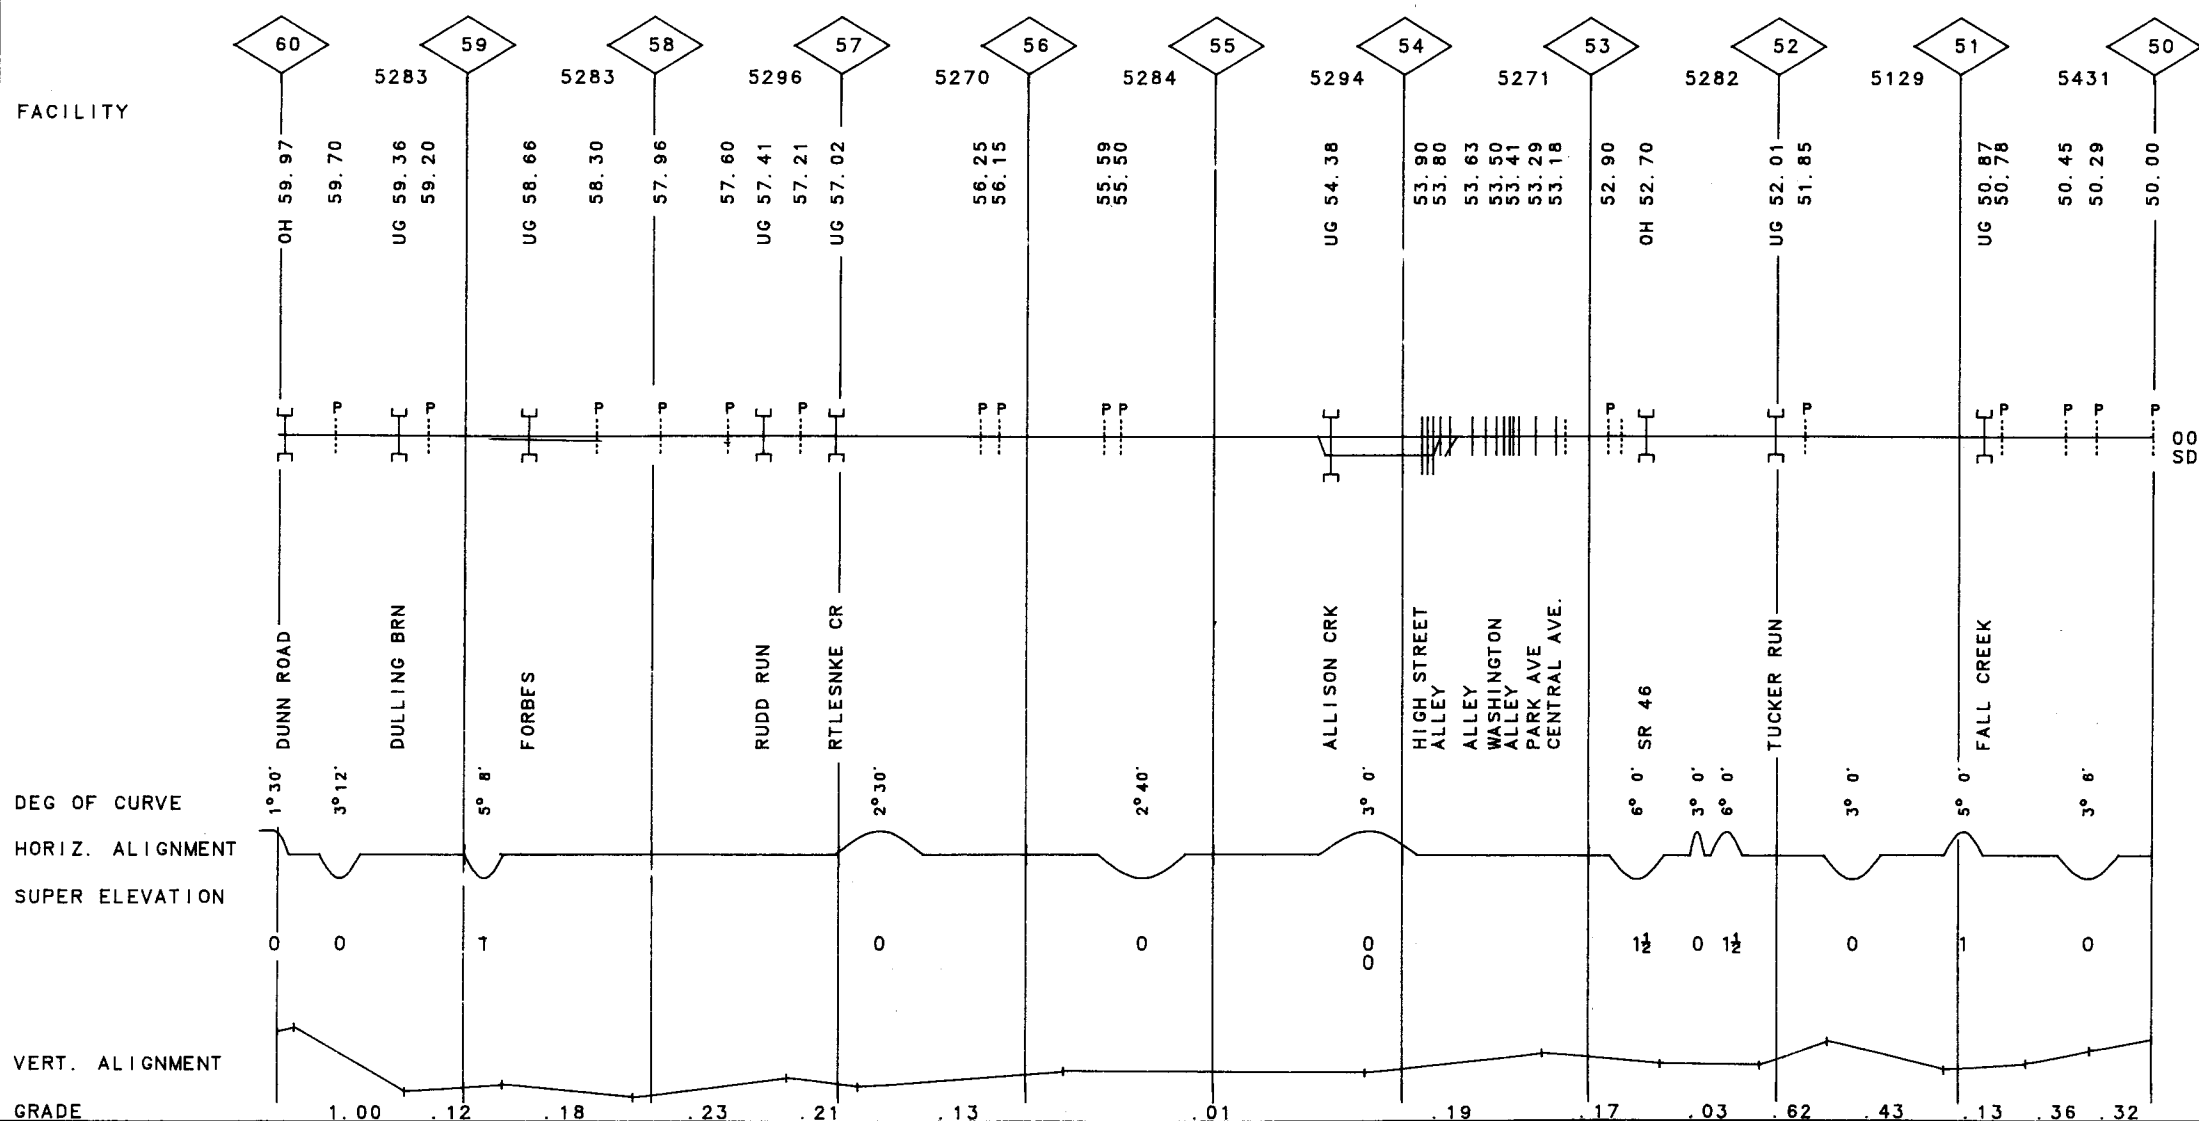 60 59 58 57 56 55 54 53 52 51 50
5283 5283 5296 5270 5284 5294 5271 5282 5129 5431
FACILITY
OH 59.97
59.70
UG 59.36
59.20
UG 58.66
58.30
57.96
57.60
UG 57.41
57.21
UG 57.02
56.25
56.15
55.59
55.50
UG 54.38
53.90
53.80
53.63
53.50
53.41
53.29
53.18
52.90
OH 52.70
UG 52.01
51.85
UG 50.87
50.78
50.45
50.29
50.00
P P P P P P P P P P P P P P P P
00
SD
DUNN ROAD
DULLING BRN
FORBES
RUDD RUN
RTLESNKE CR
ALLISON CRK
HIGH STREET
ALLEY
ALLEY
WASHINGTON
ALLEY
PARK AVE
CENTRAL AVE.
SR 46
TUCKER RUN
FALL CREEK
DEG OF CURVE 1°30' 3°12' 5° 8' 2°30' 2°40' 3° 0' 6° 0' 3° 0' 6° 0' 3° 0' 5° 0' 3° 6'
HORIZ. ALIGNMENT
SUPER ELEVATION
0 0 1 0 0 0 1½ 0 1½ 0 1 0
0
VERT. ALIGNMENT
GRADE 1.00 .12 .18 .23 .21 .13 .01 .19 .17 .03 .62 .43 .13 .36 .32